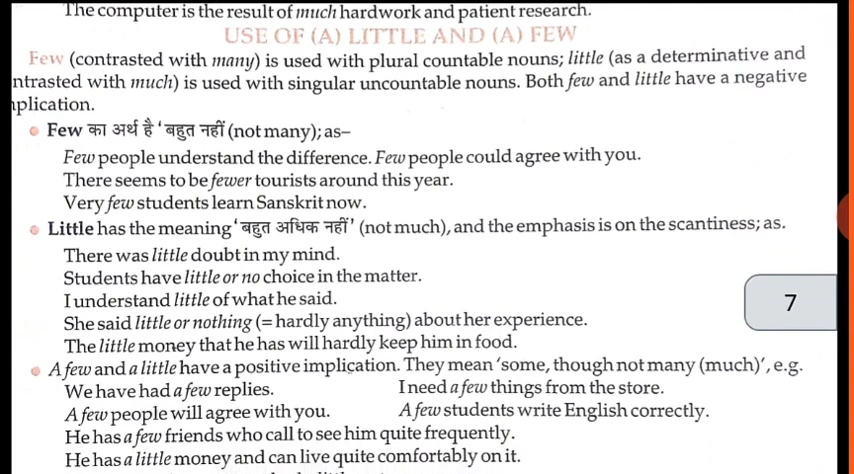 The computer is the result of much hardwork and patient research.
USE OF (A) LITTLE AND (A) FEW
Few (contrasted with many) is used with plural countable nouns; little (as a determinative and
ntrasted with much) is used with singular uncountable nouns. Both few and little have a negative
plication.
• Few का अर्थ है ‘बहुत नहीं (not many); as–
Few people understand the difference. Few people could agree with you.
There seems to be fewer tourists around this year.
Very few students learn Sanskrit now.
• Little has the meaning ‘बहुत अधिक नहीं’ (not much), and the emphasis is on the scantiness; as.
There was little doubt in my mind.
Students have little or no choice in the matter.
I understand little of what he said.
7
She said little or nothing (= hardly anything) about her experience.
The little money that he has will hardly keep him in food.
• A few and a little have a positive implication. They mean ‘some, though not many (much)’, e.g.
We have had a few replies. I need a few things from the store.
A few people will agree with you. A few students write English correctly.
He has a few friends who call to see him quite frequently.
He has a little money and can live quite comfortably on it.